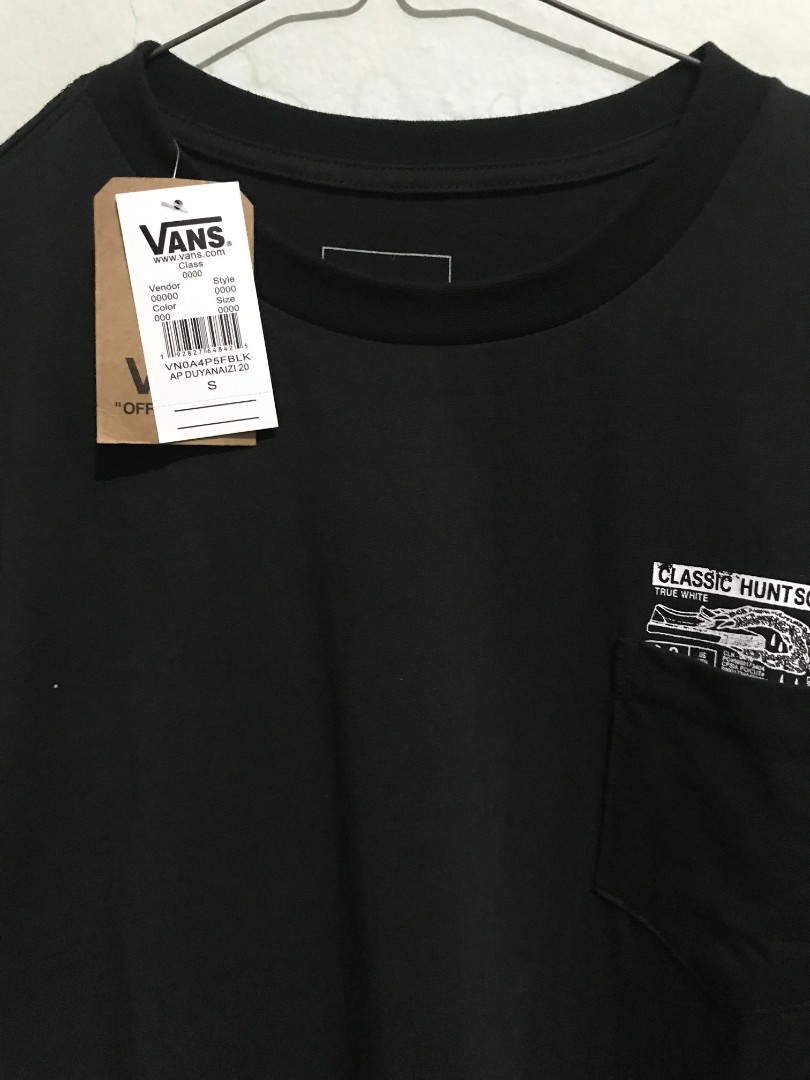 VANS®
www.vans.com
Class
0000
Vendor Style
00000 0000
Color Size
000 0000
VN0A4P5FBLK
AP DUYANAIZI 20
S
V
"OFF
CLASSIC HUNT SC
TRUE WHITE